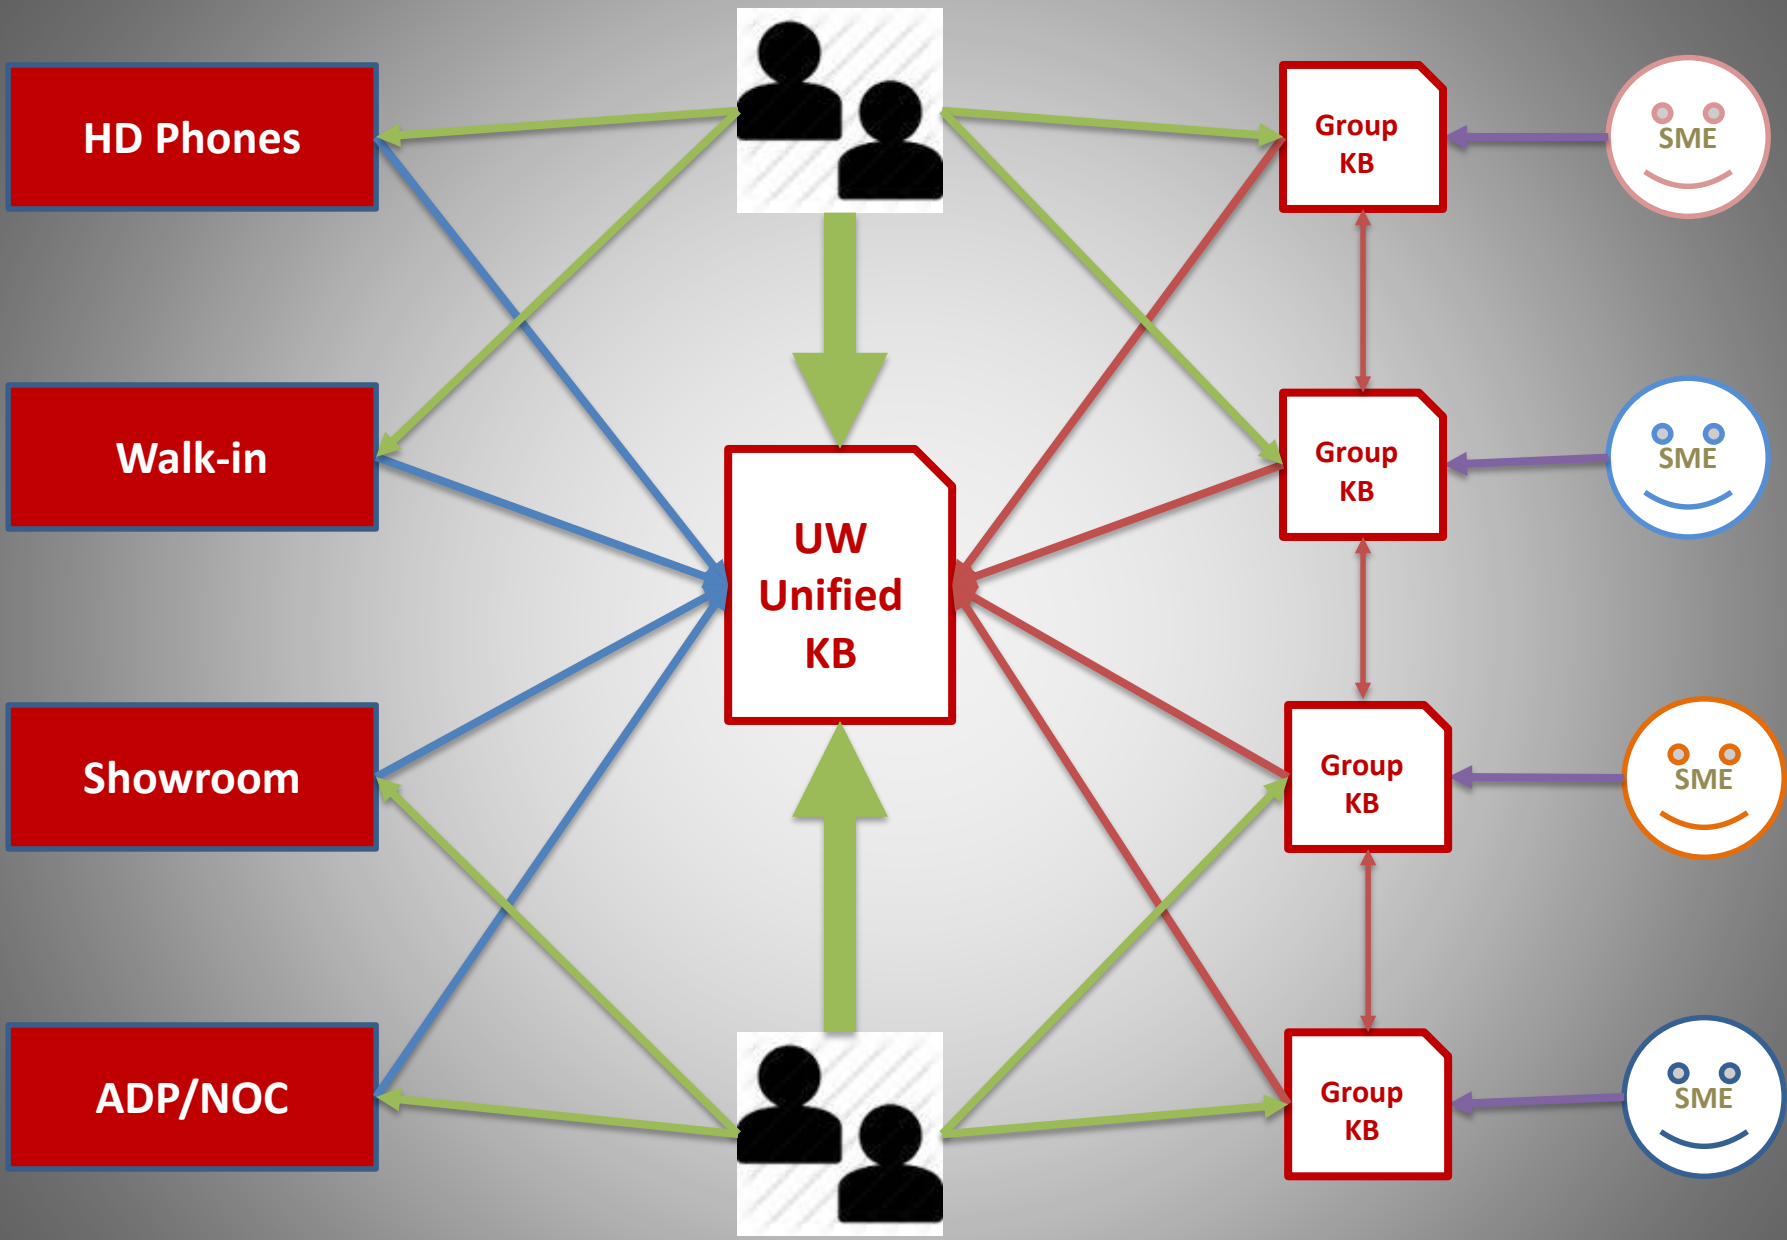 HD Phones
Group
KB
SME
Walk-in
Group
KB
SME
UW
Unified
KB
Showroom
Group
KB
SME
ADP/NOC
Group
KB
SME